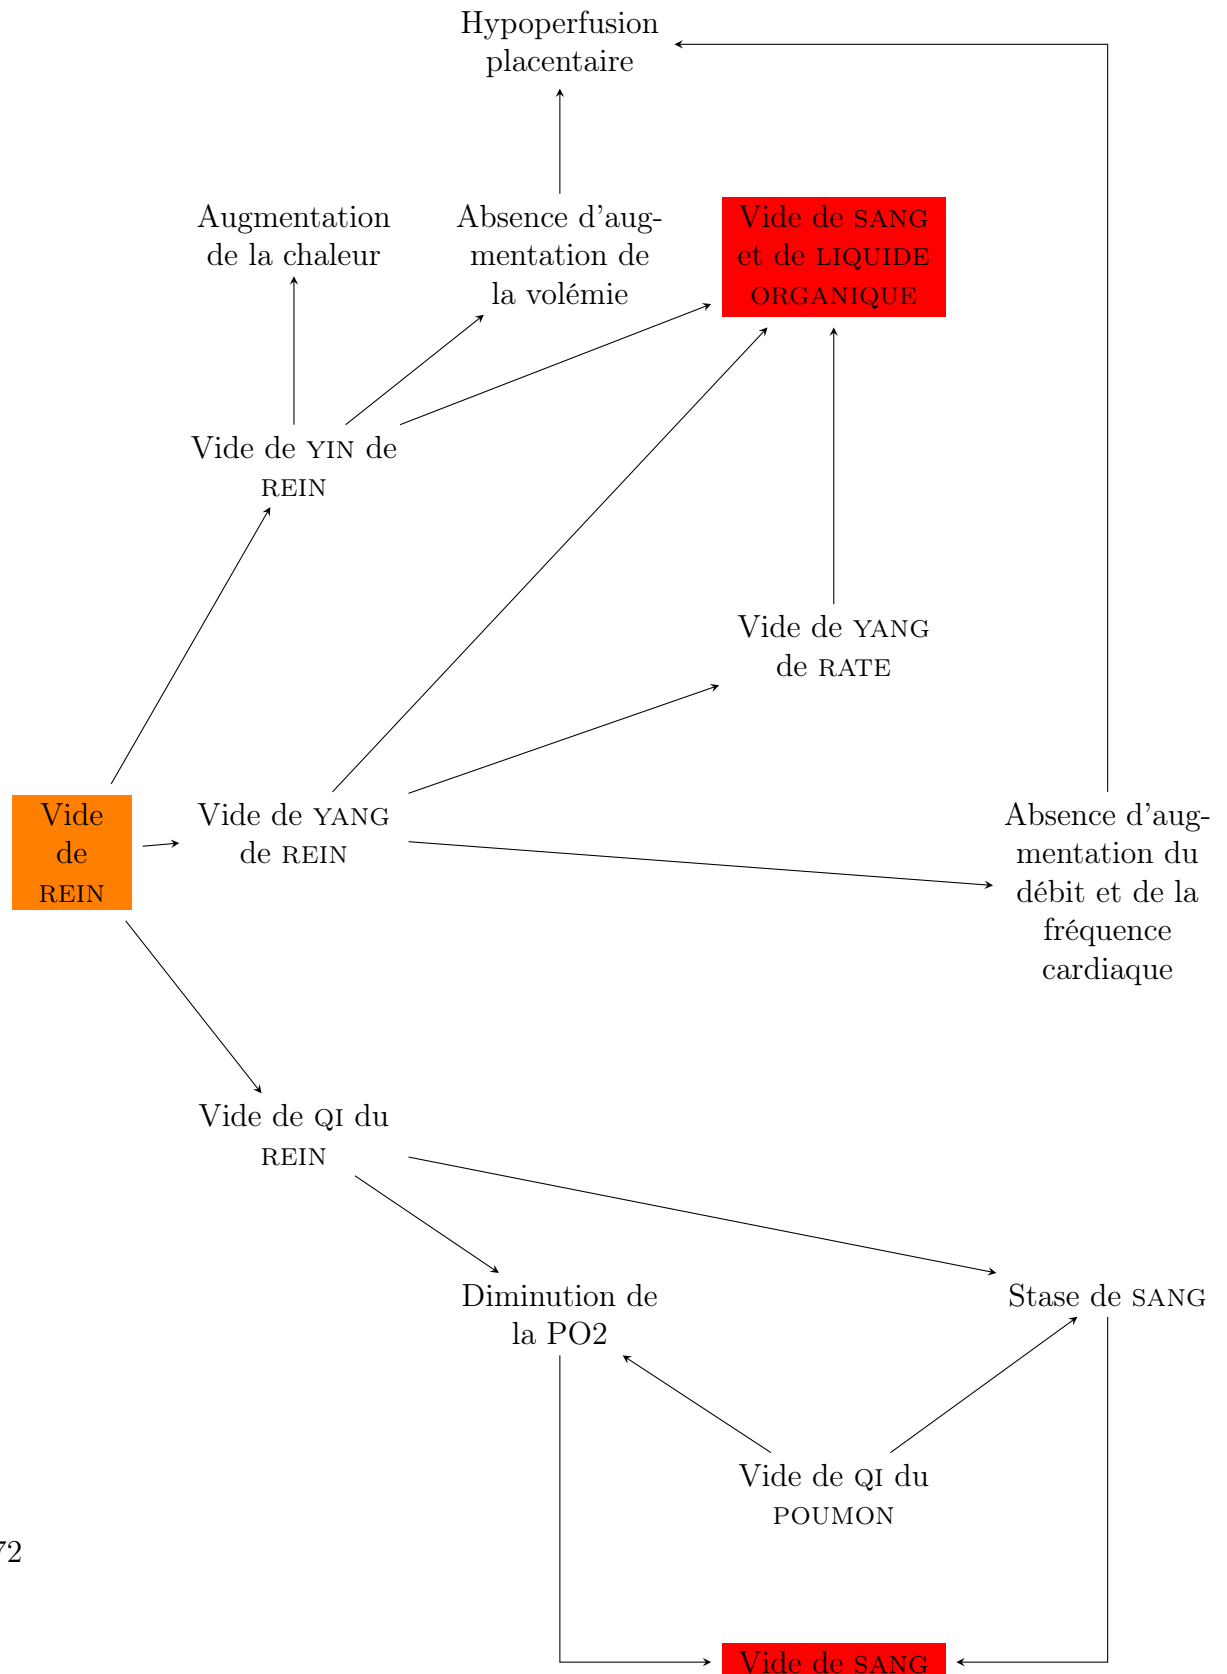 Hypoperfusion
placentaire
Augmentation
de la chaleur
Absence d'aug-
mentation de
la volémie
Vide de SANG
et de LIQUIDE
ORGANIQUE
Vide de YIN de
REIN
Vide de YANG
de RATE
Vide
de
REIN
Vide de YANG
de REIN
Absence d'aug-
mentation du
débit et de la
fréquence
cardiaque
Vide de QI du
REIN
Diminution de
la PO2
Stase de SANG
Vide de QI du
POUMON
72
Vide de SANG